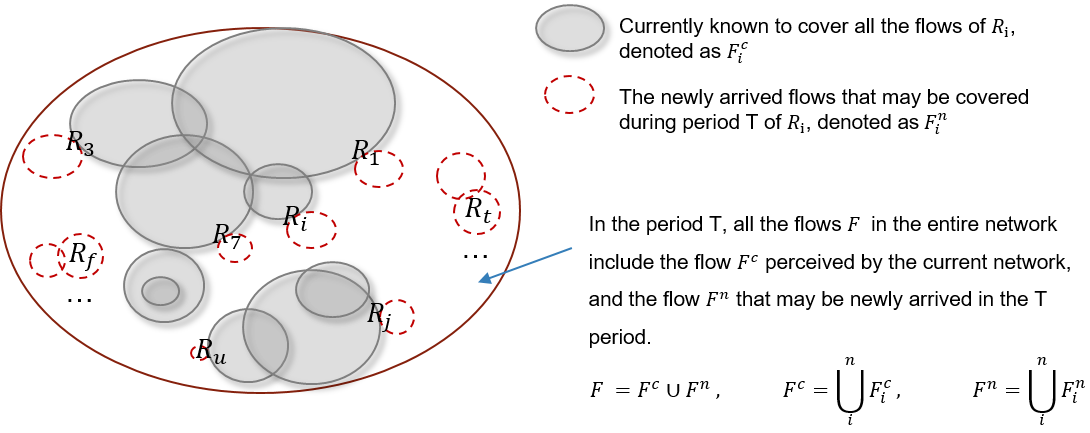 Currently known to cover all the flows of R_i,
denoted as F_i^c
The newly arrived flows that may be covered
during period T of R_i, denoted as F_i^n
R_3
R_1
R_t
R_i
R_7
R_f
...
...
R_j
R_u
In the period T, all the flows F in the entire network
include the flow F^c perceived by the current network,
and the flow F^n that may be newly arrived in the T
period.
F = F^c ∪ F^n , F^c = ⋃_i^n F_i^c , F^n = ⋃_i^n F_i^n